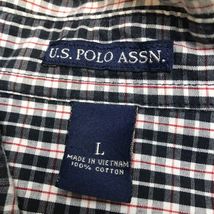 U.S. POLO ASSN.
L
MADE IN VIETNAM
100% COTTON